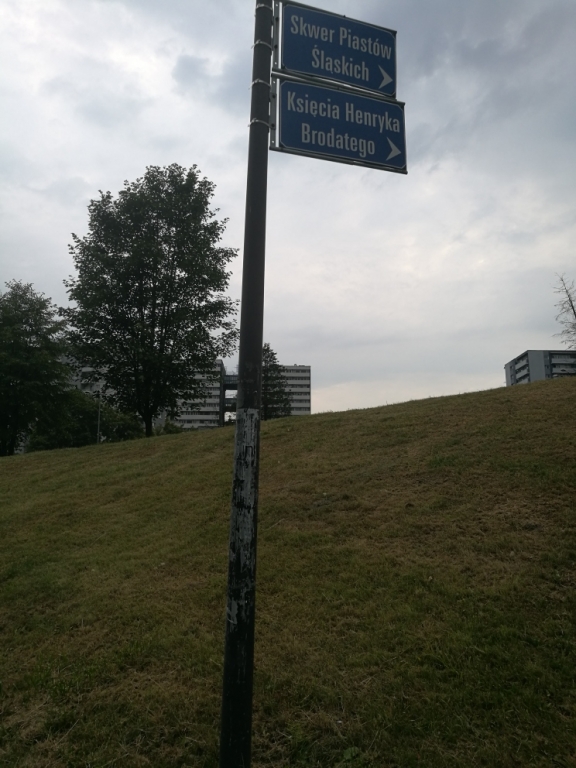 Skwer Piastów
Śląskich
Księcia Henryka
Brodatego